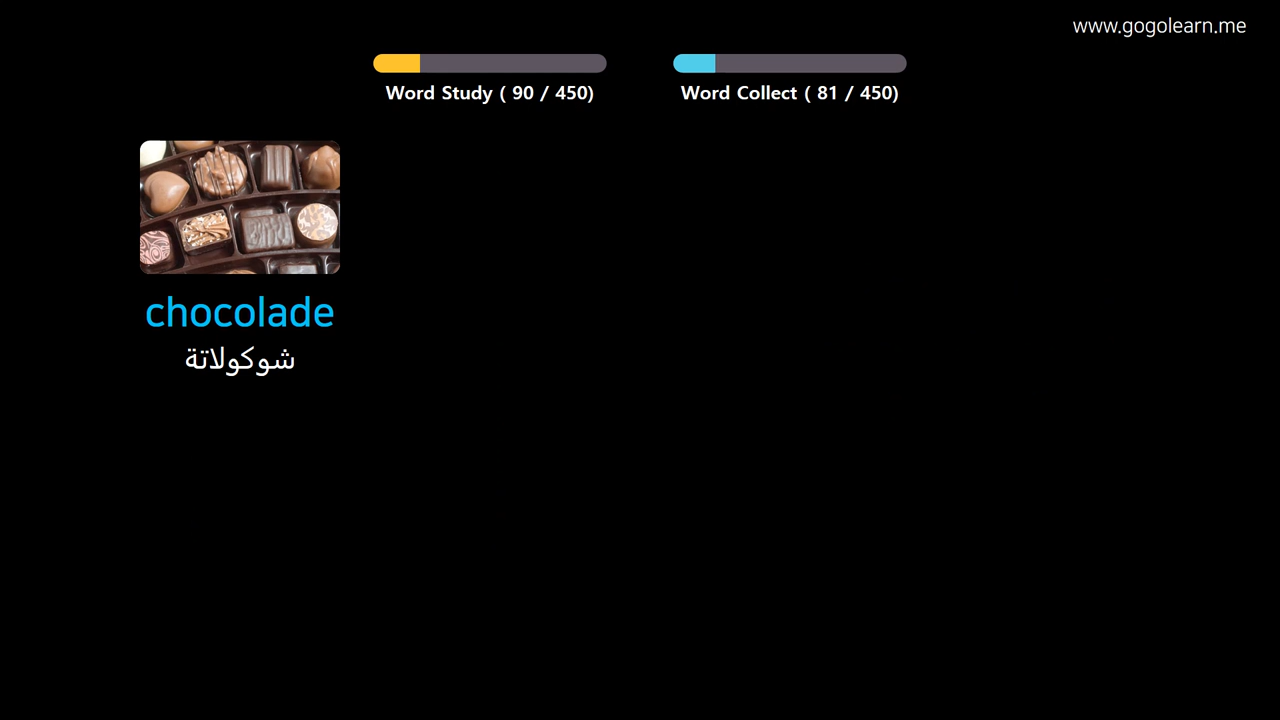 www.gogolearn.me
Word Study ( 90 / 450)
Word Collect ( 81 / 450)
chocolade
شوكولاتة